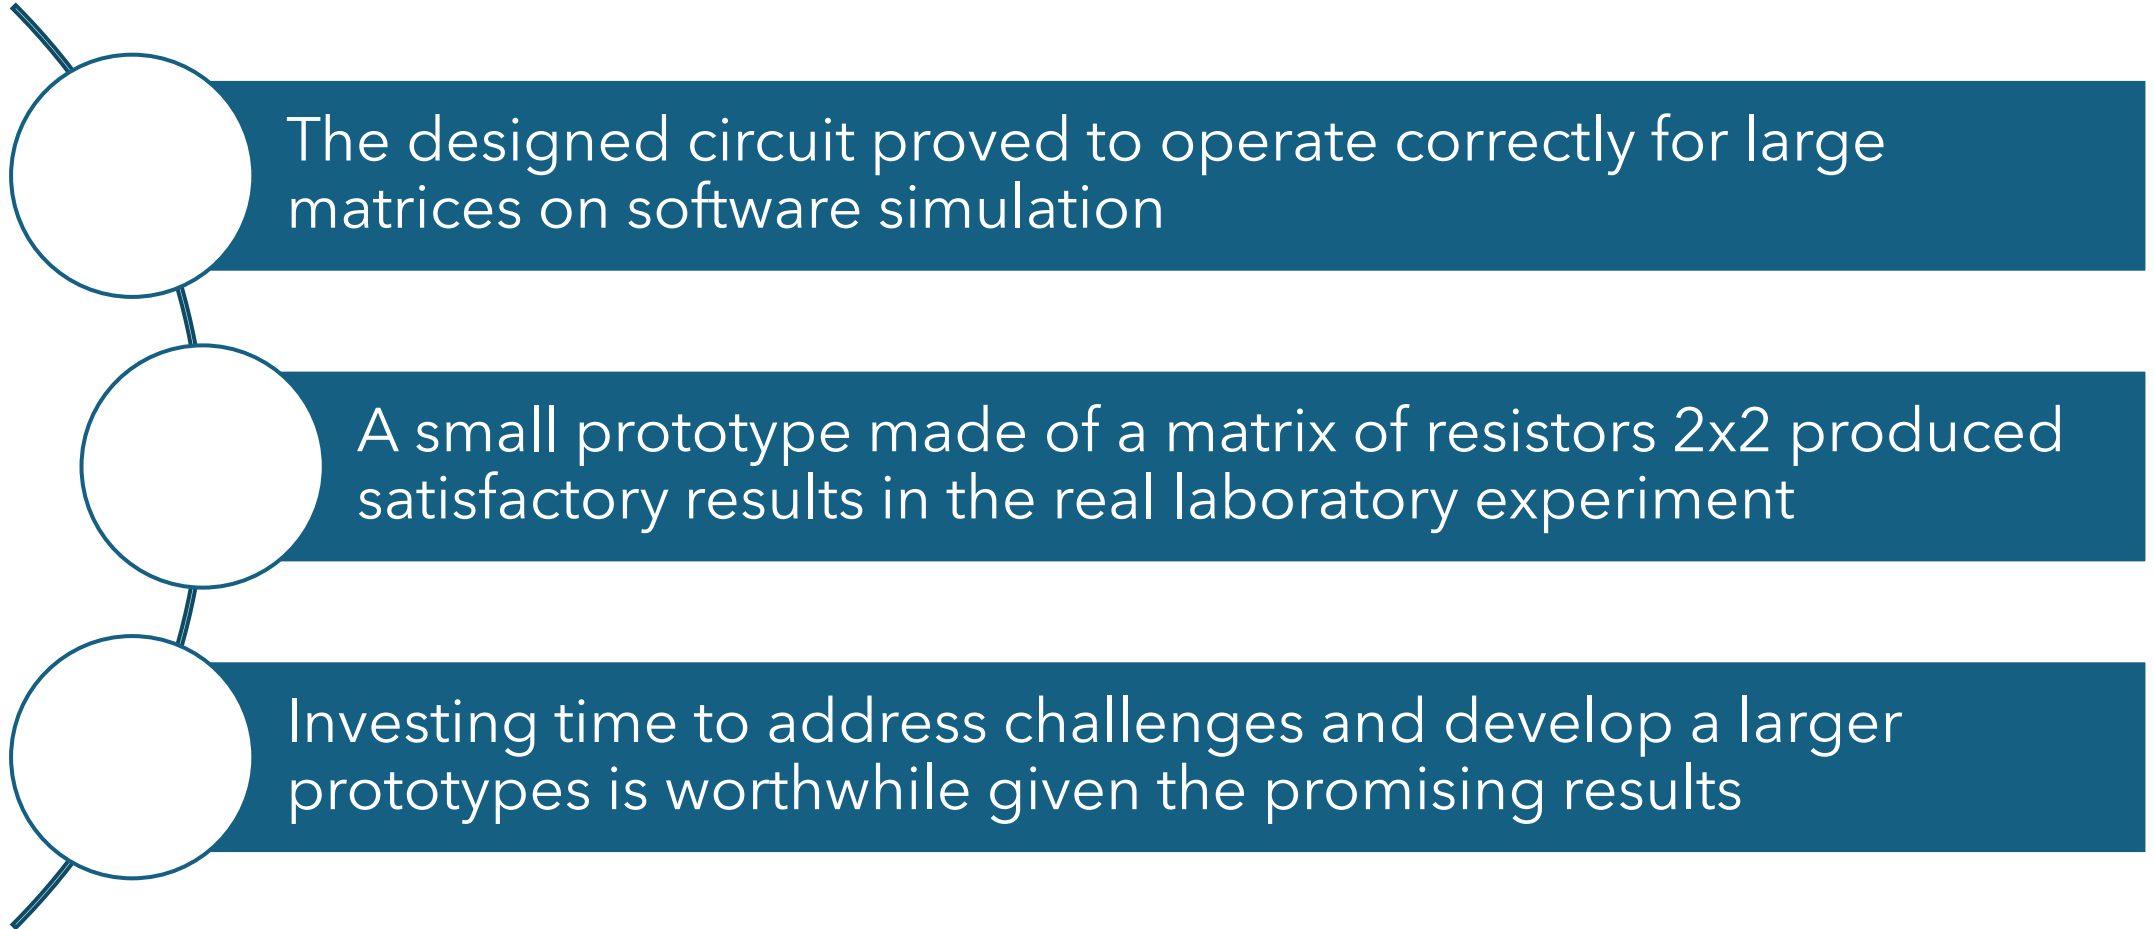 The designed circuit proved to operate correctly for large
matrices on software simulation
A small prototype made of a matrix of resistors 2x2 produced
satisfactory results in the real laboratory experiment
Investing time to address challenges and develop a larger
prototypes is worthwhile given the promising results